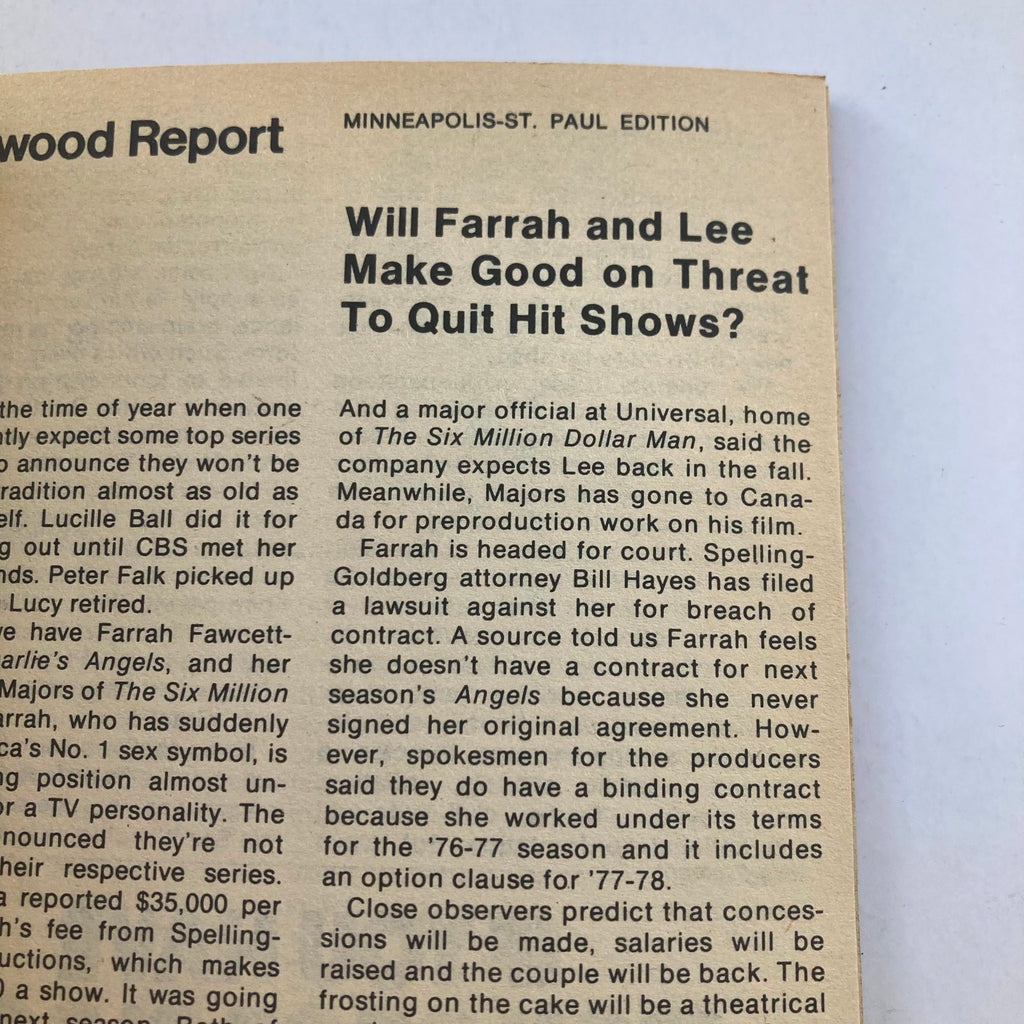 wood Report
MINNEAPOLIS-ST. PAUL EDITION
Will Farrah and Lee
Make Good on Threat
To Quit Hit Shows?
the time of year when one
expect some top series
announce they won't be
almost as old as
Lucille Ball did it for
out until CBS met her
Peter Falk picked up
Lucy retired.
have Farrah Fawcett-
Angels, and her
Majors of The Six Million
who has suddenly
No. 1 sex symbol, is
position almost un-
a TV personality. The
they're not
respective series.
a reported $35,000 per
fee from Spelling-
which makes
a show. It was going
next season. Both of
And a major official at Universal, home
of The Six Million Dollar Man, said the
company expects Lee back in the fall.
Meanwhile, Majors has gone to Cana-
da for preproduction work on his film.
Farrah is headed for court. Spelling-
Goldberg attorney Bill Hayes has filed
a lawsuit against her for breach of
contract. A source told us Farrah feels
she doesn't have a contract for next
season's Angels because she never
signed her original agreement. How-
ever, spokesmen for the producers
said they do have a binding contract
because she worked under its terms
for the '76-77 season and it includes
an option clause for '77-78.
Close observers predict that conces-
sions will be made, salaries will be
raised and the couple will be back. The
frosting on the cake will be a theatrical